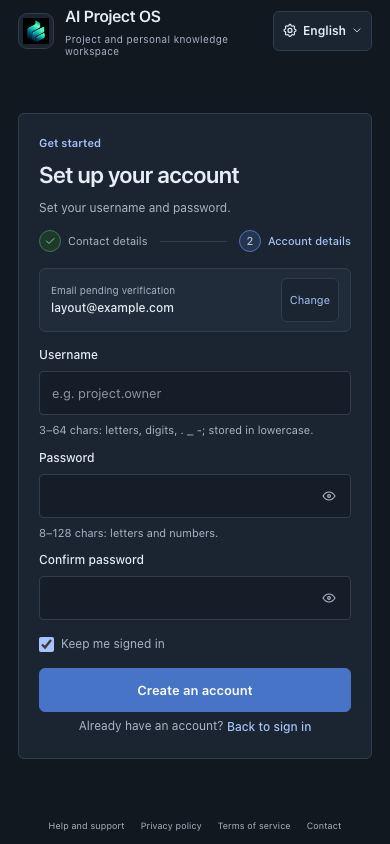 AI Project OS
Project and personal knowledge
workspace
English
Get started
Set up your account
Set your username and password.
Contact details
2
Account details
Email pending verification
layout@example.com
Change
Username
e.g. project.owner
3–64 chars: letters, digits, . _ -; stored in lowercase.
Password
8–128 chars: letters and numbers.
Confirm password
Keep me signed in
Create an account
Already have an account? Back to sign in
Help and support Privacy policy Terms of service Contact